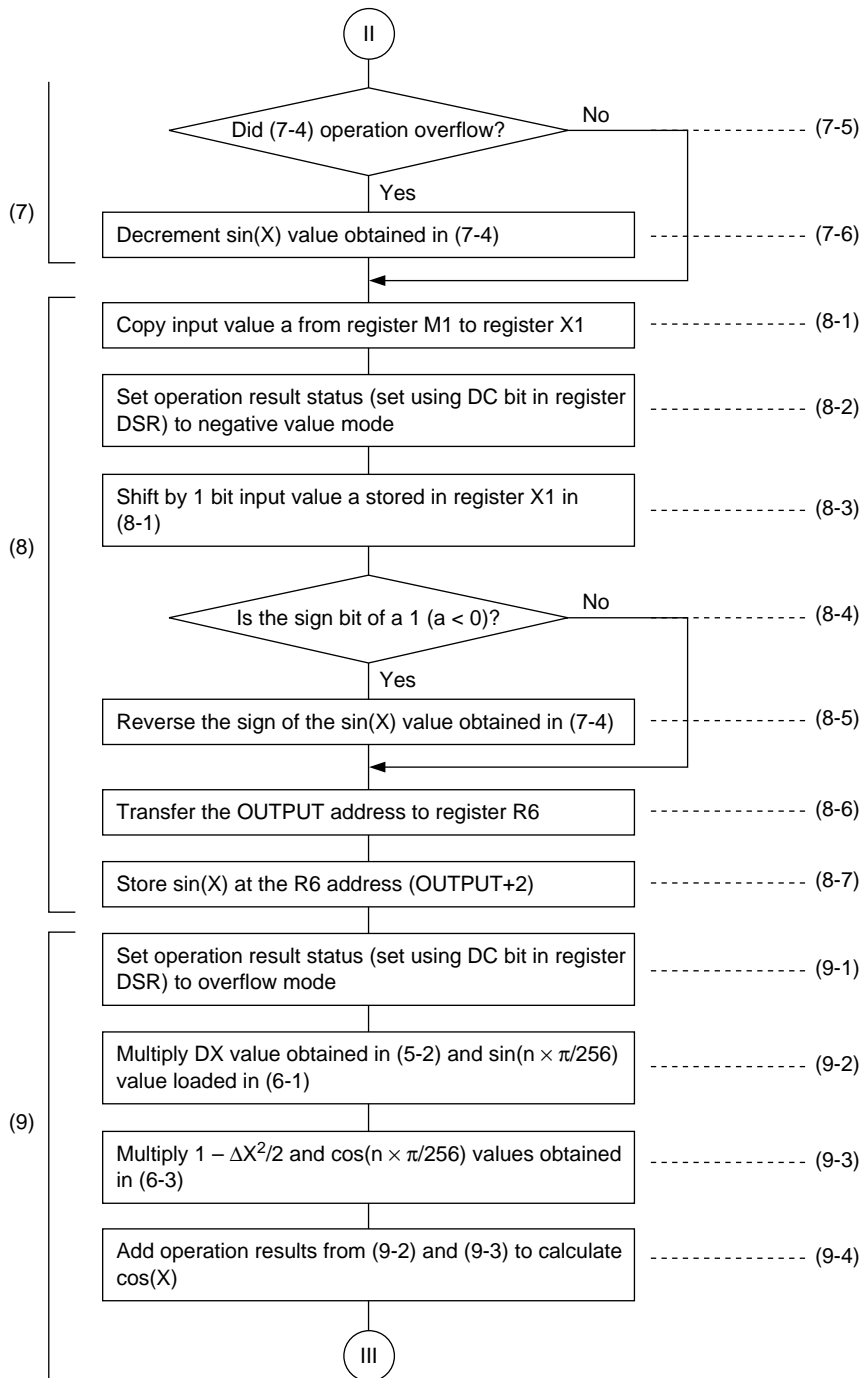 II
Did (7-4) operation overflow?
No
(7-5)
Yes
(7)
Decrement sin(X) value obtained in (7-4)
(7-6)
Copy input value a from register M1 to register X1
(8-1)
Set operation result status (set using DC bit in register
DSR) to negative value mode
(8-2)
Shift by 1 bit input value a stored in register X1 in
(8-1)
(8-3)
(8)
Is the sign bit of a 1 (a < 0)?
No
(8-4)
Yes
Reverse the sign of the sin(X) value obtained in (7-4)
(8-5)
Transfer the OUTPUT address to register R6
(8-6)
Store sin(X) at the R6 address (OUTPUT+2)
(8-7)
Set operation result status (set using DC bit in register
DSR) to overflow mode
(9-1)
Multiply DX value obtained in (5-2) and sin(n × π/256)
value loaded in (6-1)
(9-2)
(9)
Multiply 1 – ΔX²/2 and cos(n × π/256) values obtained
in (6-3)
(9-3)
Add operation results from (9-2) and (9-3) to calculate
cos(X)
(9-4)
III